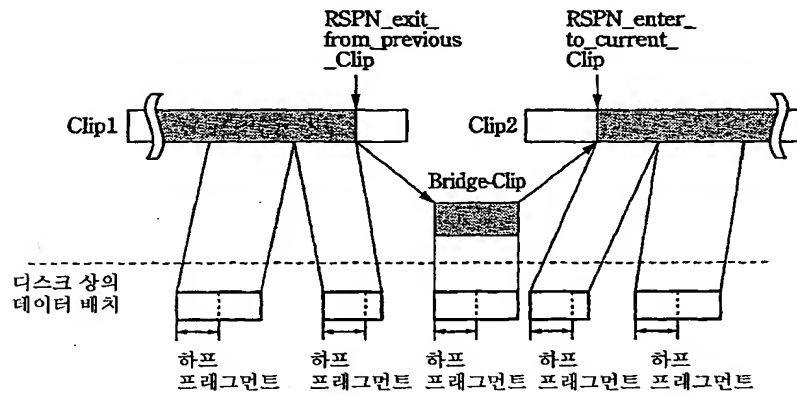 RSPN_exit_
from_previous
_Clip
RSPN_enter_
to_current_
Clip
Clip1
Clip2
Bridge-Clip
디스크 상의
데이터 배치
하프
프래그먼트
하프
프래그먼트
하프
프래그먼트
하프
프래그먼트
하프
프래그먼트